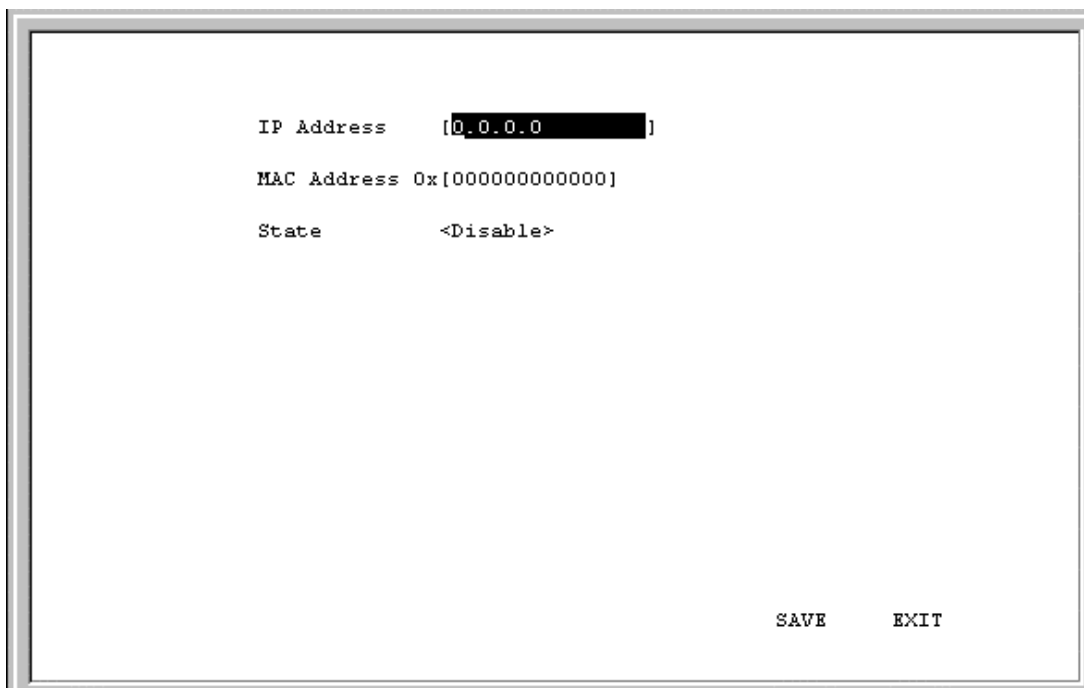 IP Address [0.0.0.0 ]
MAC Address 0x[000000000000]
State <Disable>
SAVE EXIT